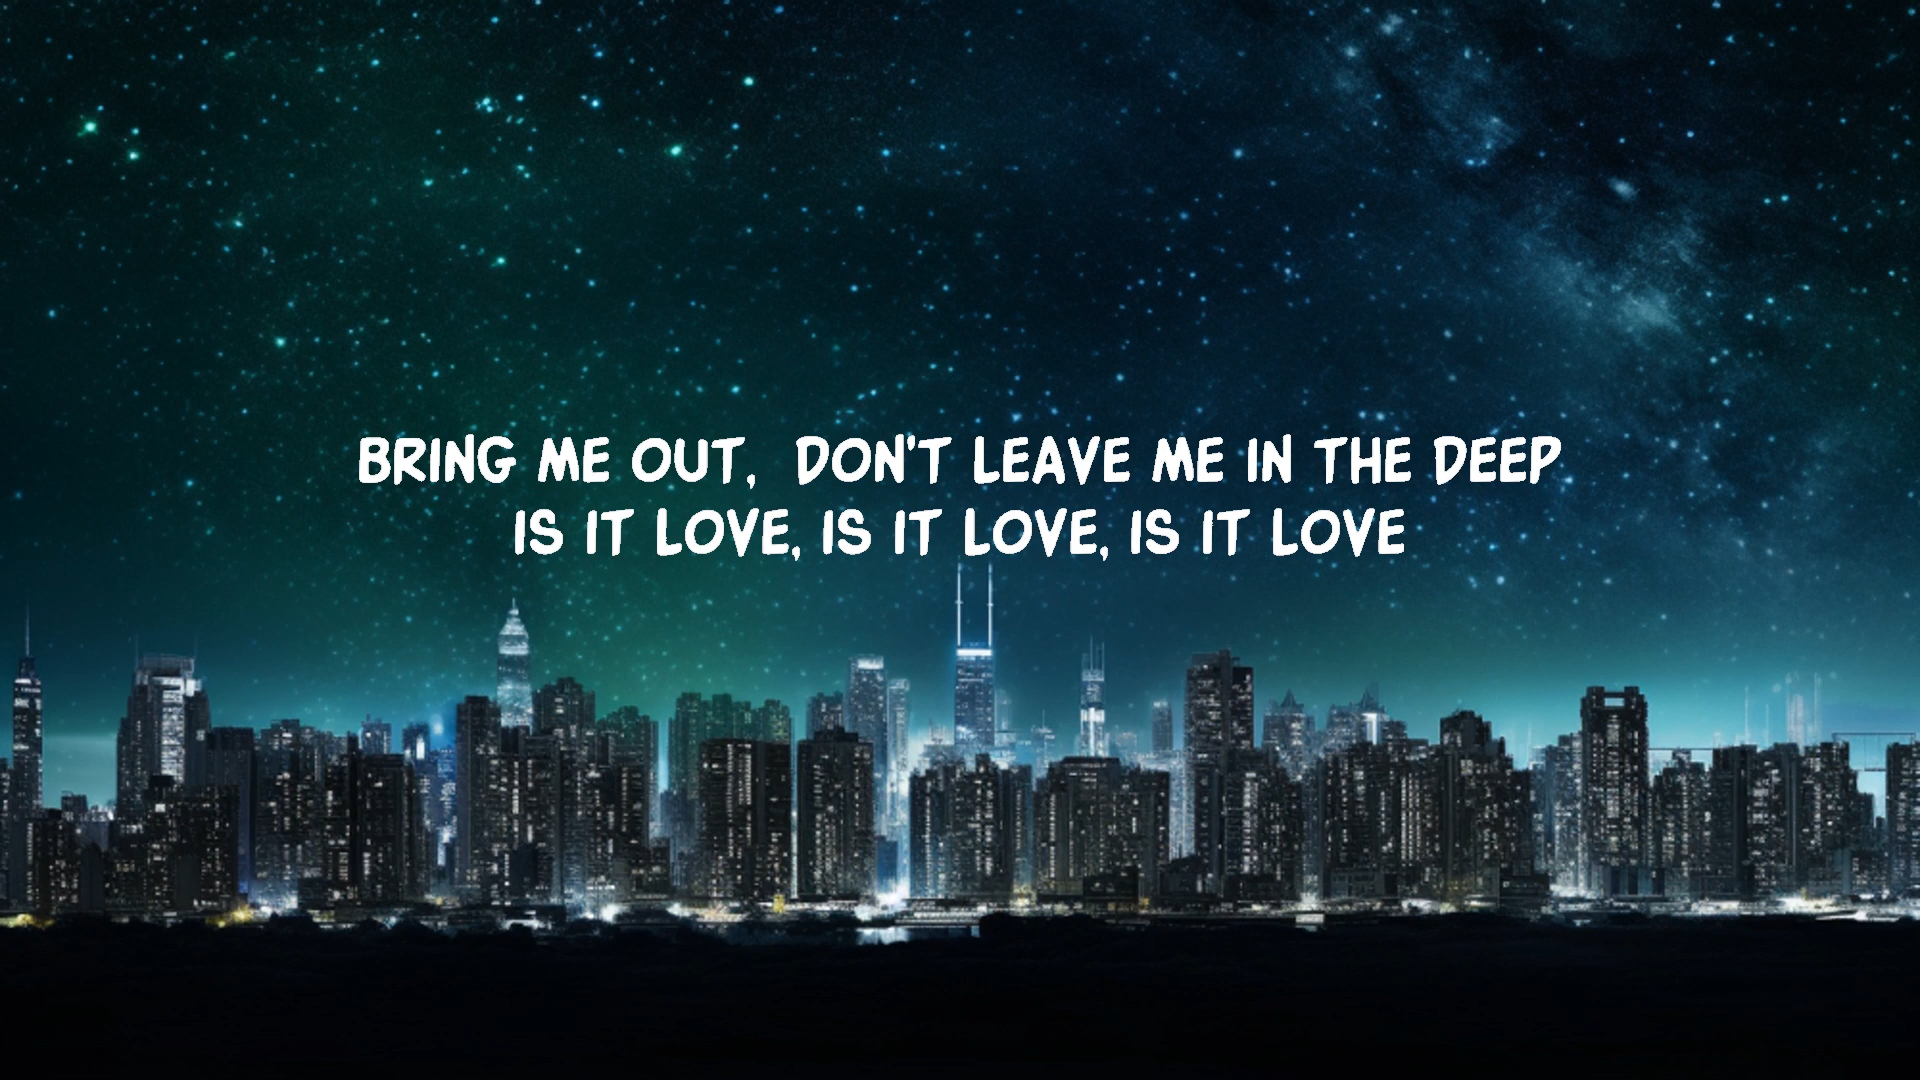 BRING ME OUT,  DON'T LEAVE ME IN THE DEEP
IS IT LOVE, IS IT LOVE, IS IT LOVE